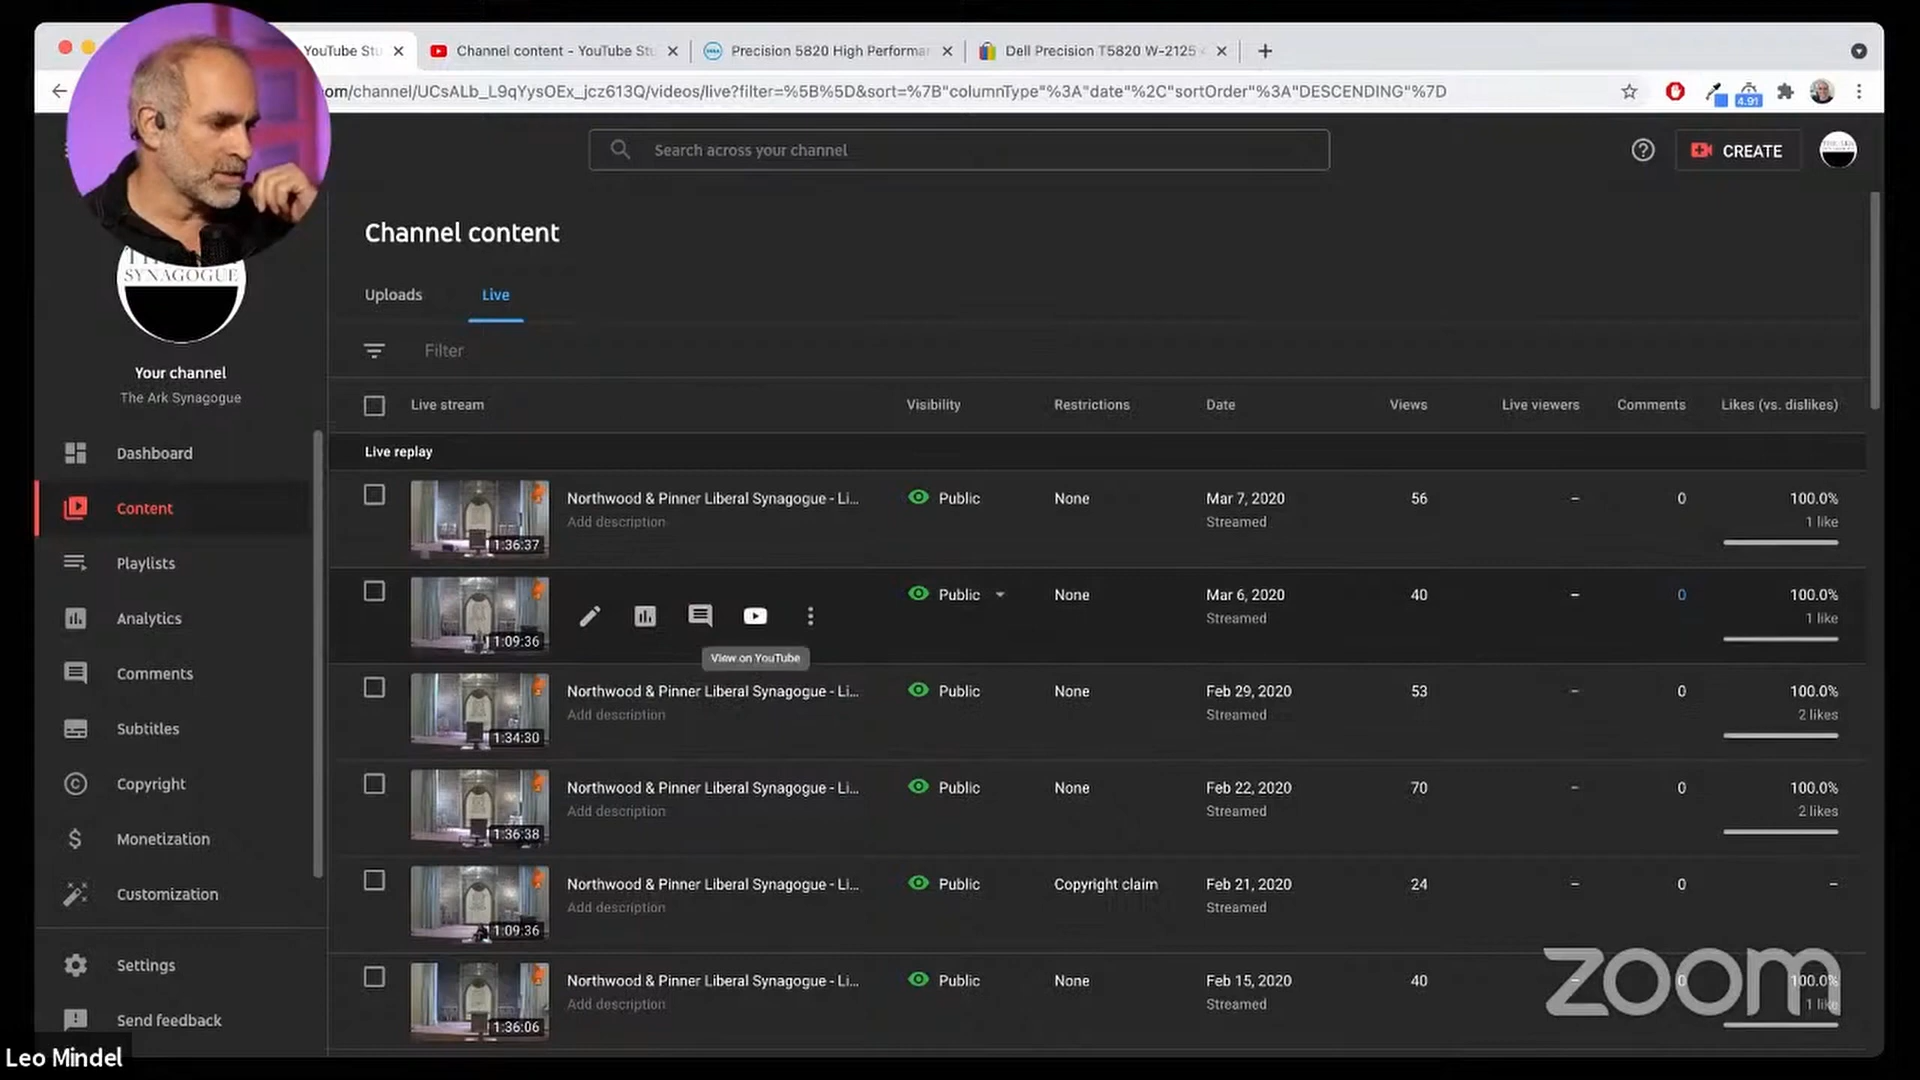 YouTube Stu
Channel content - YouTube Stu
Precision 5820 High Performa
Dell Precision T5820 W-2125
om/channel/UCsALb_L9qYysOEx_jcz613Q/videos/live?filter=%5B%5D&sort=%7B"columnType"%3A"date"%2C"sortOrder"%3A"DESCENDING"%7D
4.91
Search across your channel
CREATE
SYNAGOGUE
Your channel
The Ark Synagogue
Dashboard
Content
Playlists
Analytics
Comments
Subtitles
Copyright
Monetization
Customization
Settings
Send feedback
Channel content
Uploads
Live
Filter
Live stream Visibility Restrictions Date Views Live viewers Comments Likes (vs. dislikes)
Live replay
Northwood & Pinner Liberal Synagogue - Li... Public None Mar 7, 2020 56 – 0 100.0%
Add description Streamed 1 like
1:36:37
Public None Mar 6, 2020 40 – 0 100.0%
Streamed 1 like
1:09:36
View on YouTube
Northwood & Pinner Liberal Synagogue - Li... Public None Feb 29, 2020 53 – 0 100.0%
Add description Streamed 2 likes
1:34:30
Northwood & Pinner Liberal Synagogue - Li... Public None Feb 22, 2020 70 – 0 100.0%
Add description Streamed 2 likes
1:36:38
Northwood & Pinner Liberal Synagogue - Li... Public Copyright claim Feb 21, 2020 24 – 0 –
Add description Streamed
1:09:36
Northwood & Pinner Liberal Synagogue - Li... Public None Feb 15, 2020 40 – 0 100.0%
Add description Streamed 1 like
1:36:06
zoom
Leo Mindel